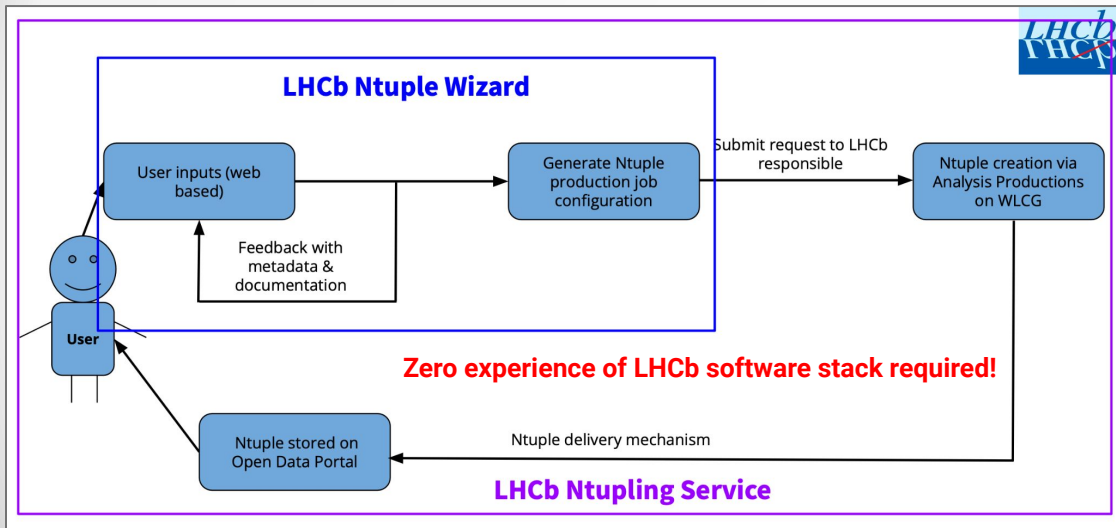 LHCb
LHCb Ntuple Wizard
User inputs (web
based)
Generate Ntuple
production job
configuration
Submit request to LHCb
responsible
Ntuple creation via
Analysis Productions
on WLCG
Feedback with
metadata &
documentation
User
Zero experience of LHCb software stack required!
Ntuple stored on
Open Data Portal
Ntuple delivery mechanism
LHCb Ntupling Service